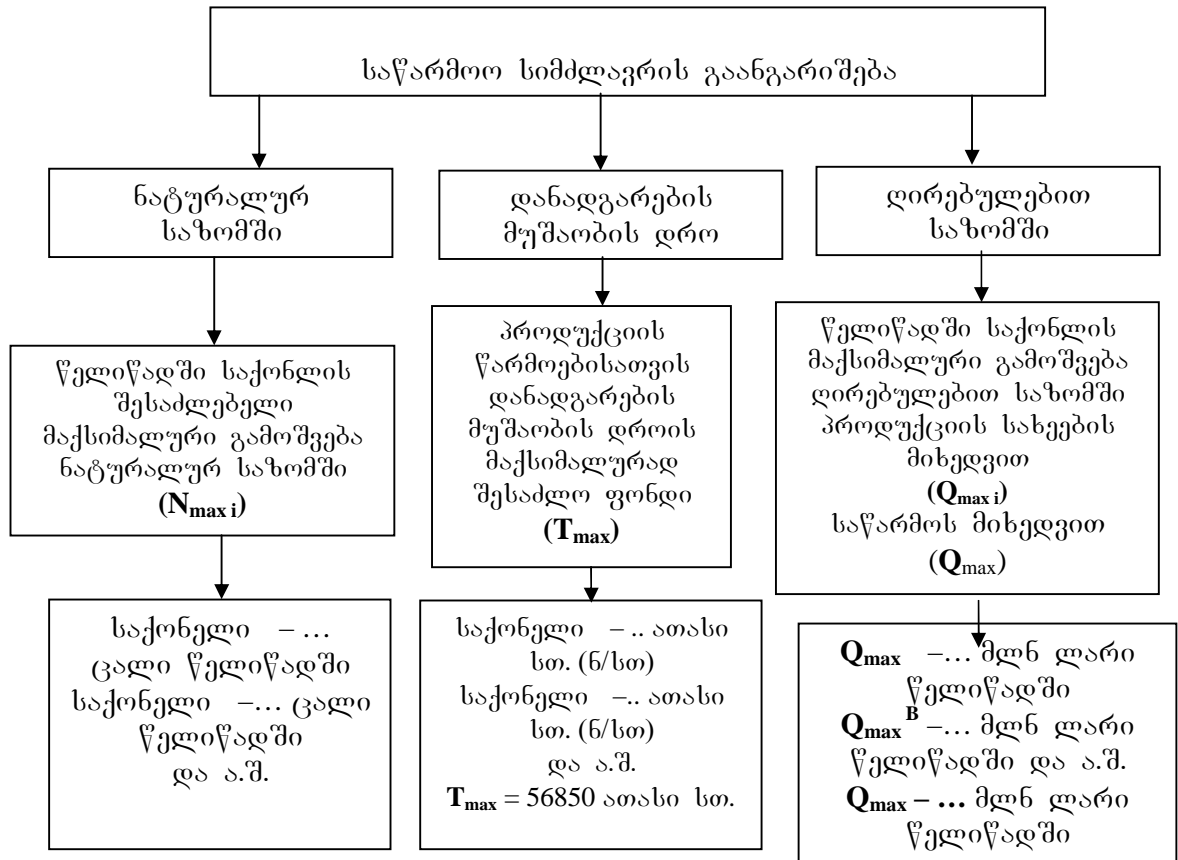 საწარმოო სიმძლავრის გაანგარიშება
ნატურალურ
საზომში
დანადგარების
მუშაობის დრო
ღირებულებით
საზომში
წელიწადში საქონლის
შესაძლებელი
მაქსიმალური გამოშვება
ნატურალურ საზომში
(Nmax i)
პროდუქციის
წარმოებისათვის
დანადგარების
მუშაობის დროის
მაქსიმალურად
შესაძლო ფონდი
(Tmax)
წელიწადში საქონლის
მაქსიმალური გამოშვება
ღირებულებით საზომში
პროდუქციის სახეების
მიხედვით
(Qmax i)
საწარმოს მიხედვით
(Qmax)
საქონელი – ...
ცალი წელიწადში
საქონელი –... ცალი
წელიწადში
და ა.შ.
საქონელი – .. ათასი
სთ. (ნ/სთ)
საქონელი –.. ათასი
სთ. (ნ/სთ)
და ა.შ.
Tmax = 56850 ათასი სთ.
Qmax –... მლნ ლარი
წელიწადში
Qmax B –... მლნ ლარი
წელიწადში და ა.შ.
Qmax – ... მლნ ლარი
წელიწადში